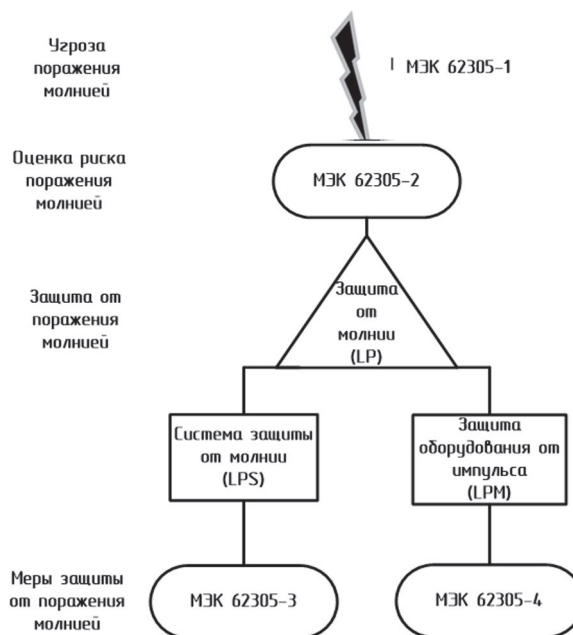 Угроза
поражения
молнией
I МЭК 62305-1
Оценка риска
поражения
молнией
МЭК 62305-2
Защита от
поражения
молнией
Защита
от
молнии
(LP)
Система защиты
от молнии
(LPS)
Защита
оборудования от
импульса
(LPM)
Меры защиты
от поражения
молнией
МЭК 62305-3
МЭК 62305-4